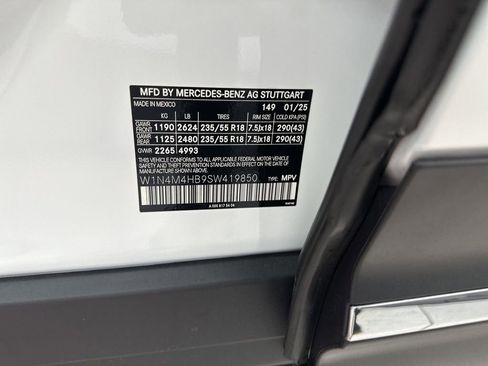 MFD BY MERCEDES-BENZ AG STUTTGART
MADE IN MEXICO 149 01/25
KG LB TIRES RIM SIZE COLD KPA (PSI)
GAWR FRONT 1190 2624 235/55 R18 7.5Jx18 290(43)
GAWR REAR 1125 2480 235/55 R18 7.5Jx18 290(43)
GVWR 2265 4993
THIS VEHICLE CONFORMS TO ALL APPLICABLE U.S. FEDERAL MOTOR VEHICLE
SAFETY AND THEFT PREVENTION STANDARDS IN EFFECT ON THE DATE OF
MANUFACTURE SHOWN ABOVE.
W1N4M4HB9SW419850 TYPE: MPV